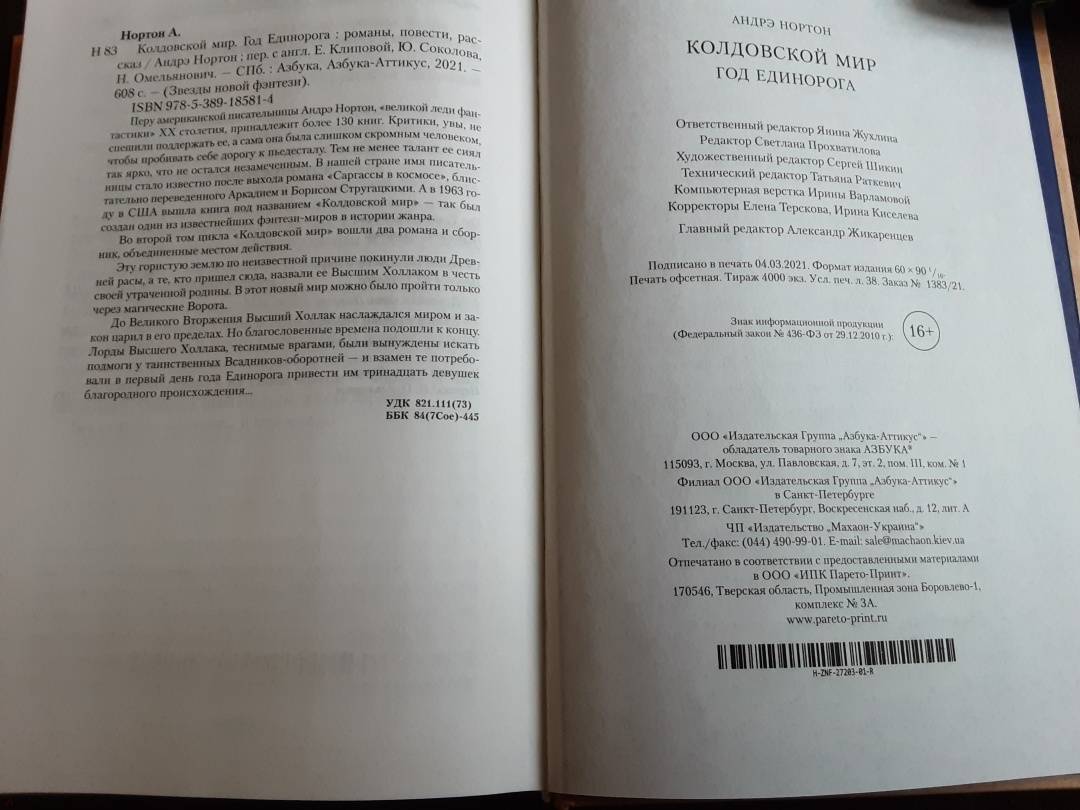 Нортон А.
Н 83 Колдовской мир. Год Единорога : романы, повести, рас-
сказ / Андрэ Нортон ; пер. с англ. Е. Клиповой, Ю. Соколова,
Н. Омельянович. — СПб. : Азбука, Азбука-Аттикус, 2021. —
608 с. — (Звезды новой фэнтези).
ISBN 978-5-389-18581-4
Перу американской писательницы Андрэ Нортон, «великой леди фан-
тастики» XX столетия, принадлежит более 130 книг. Критики, увы, не
спешили поддержать ее, а сама она была слишком скромным человеком,
чтобы пробивать себе дорогу к пьедесталу. Тем не менее талант ее сиял
так ярко, что не остался незамеченным. В нашей стране имя писатель-
ницы стало известно после выхода романа «Саргассы в космосе», блис-
тательно переведенного Аркадием и Борисом Стругацкими. А в 1963 го-
ду в США вышла книга под названием «Колдовской мир» — так был
создан один из известнейших фэнтези-миров в истории жанра.
Во второй том цикла «Колдовской мир» вошли два романа и сбор-
ник, объединенные местом действия.
Эту гористую землю по неизвестной причине покинули люди Древ-
ней расы, а те, кто пришел сюда, назвали ее Высшим Холлаком в честь
своей утраченной родины. В этот новый мир можно было пройти только
через магические Ворота.
До Великого Вторжения Высший Холлак наслаждался миром и за-
кон царил в его пределах. Но благословенные времена подошли к концу.
Лорды Высшего Холлака, теснимые врагами, были вынуждены искать
подмоги у таинственных Всадников-оборотней — и взамен те потребо-
вали в первый день года Единорога привести им тринадцать девушек
благородного происхождения...
УДК 821.111(73)
ББК 84(7Сое)-445
АНДРЭ НОРТОН
КОЛДОВСКОЙ МИР
ГОД ЕДИНОРОГА
Ответственный редактор Янина Жухлина
Редактор Светлана Прохватилова
Художественный редактор Сергей Шикин
Технический редактор Татьяна Раткевич
Компьютерная верстка Ирины Варламовой
Корректоры Елена Терскова, Ирина Киселева
Главный редактор Александр Жикаренцев
Подписано в печать 04.03.2021. Формат издания 60 × 90 1/16.
Печать офсетная. Тираж 4000 экз. Усл. печ. л. 38. Заказ № 1383/21.
Знак информационной продукции
(Федеральный закон № 436-ФЗ от 29.12.2010 г.):
16+
ООО «Издательская Группа „Азбука-Аттикус“» —
обладатель товарного знака АЗБУКА®
115093, г. Москва, ул. Павловская, д. 7, эт. 2, пом. III, ком. № 1
Филиал ООО «Издательская Группа „Азбука-Аттикус“»
в Санкт-Петербурге
191123, г. Санкт-Петербург, Воскресенская наб., д. 12, лит. А
ЧП «Издательство „Махаон-Украина“»
Тел./факс: (044) 490-99-01. E-mail: sale@machaon.kiev.ua
Отпечатано в соответствии с предоставленными материалами
в ООО «ИПК Парето-Принт».
170546, Тверская область, Промышленная зона Боровлево-1,
комплекс № 3А.
www.pareto-print.ru
H-ZNF-27203-01-R